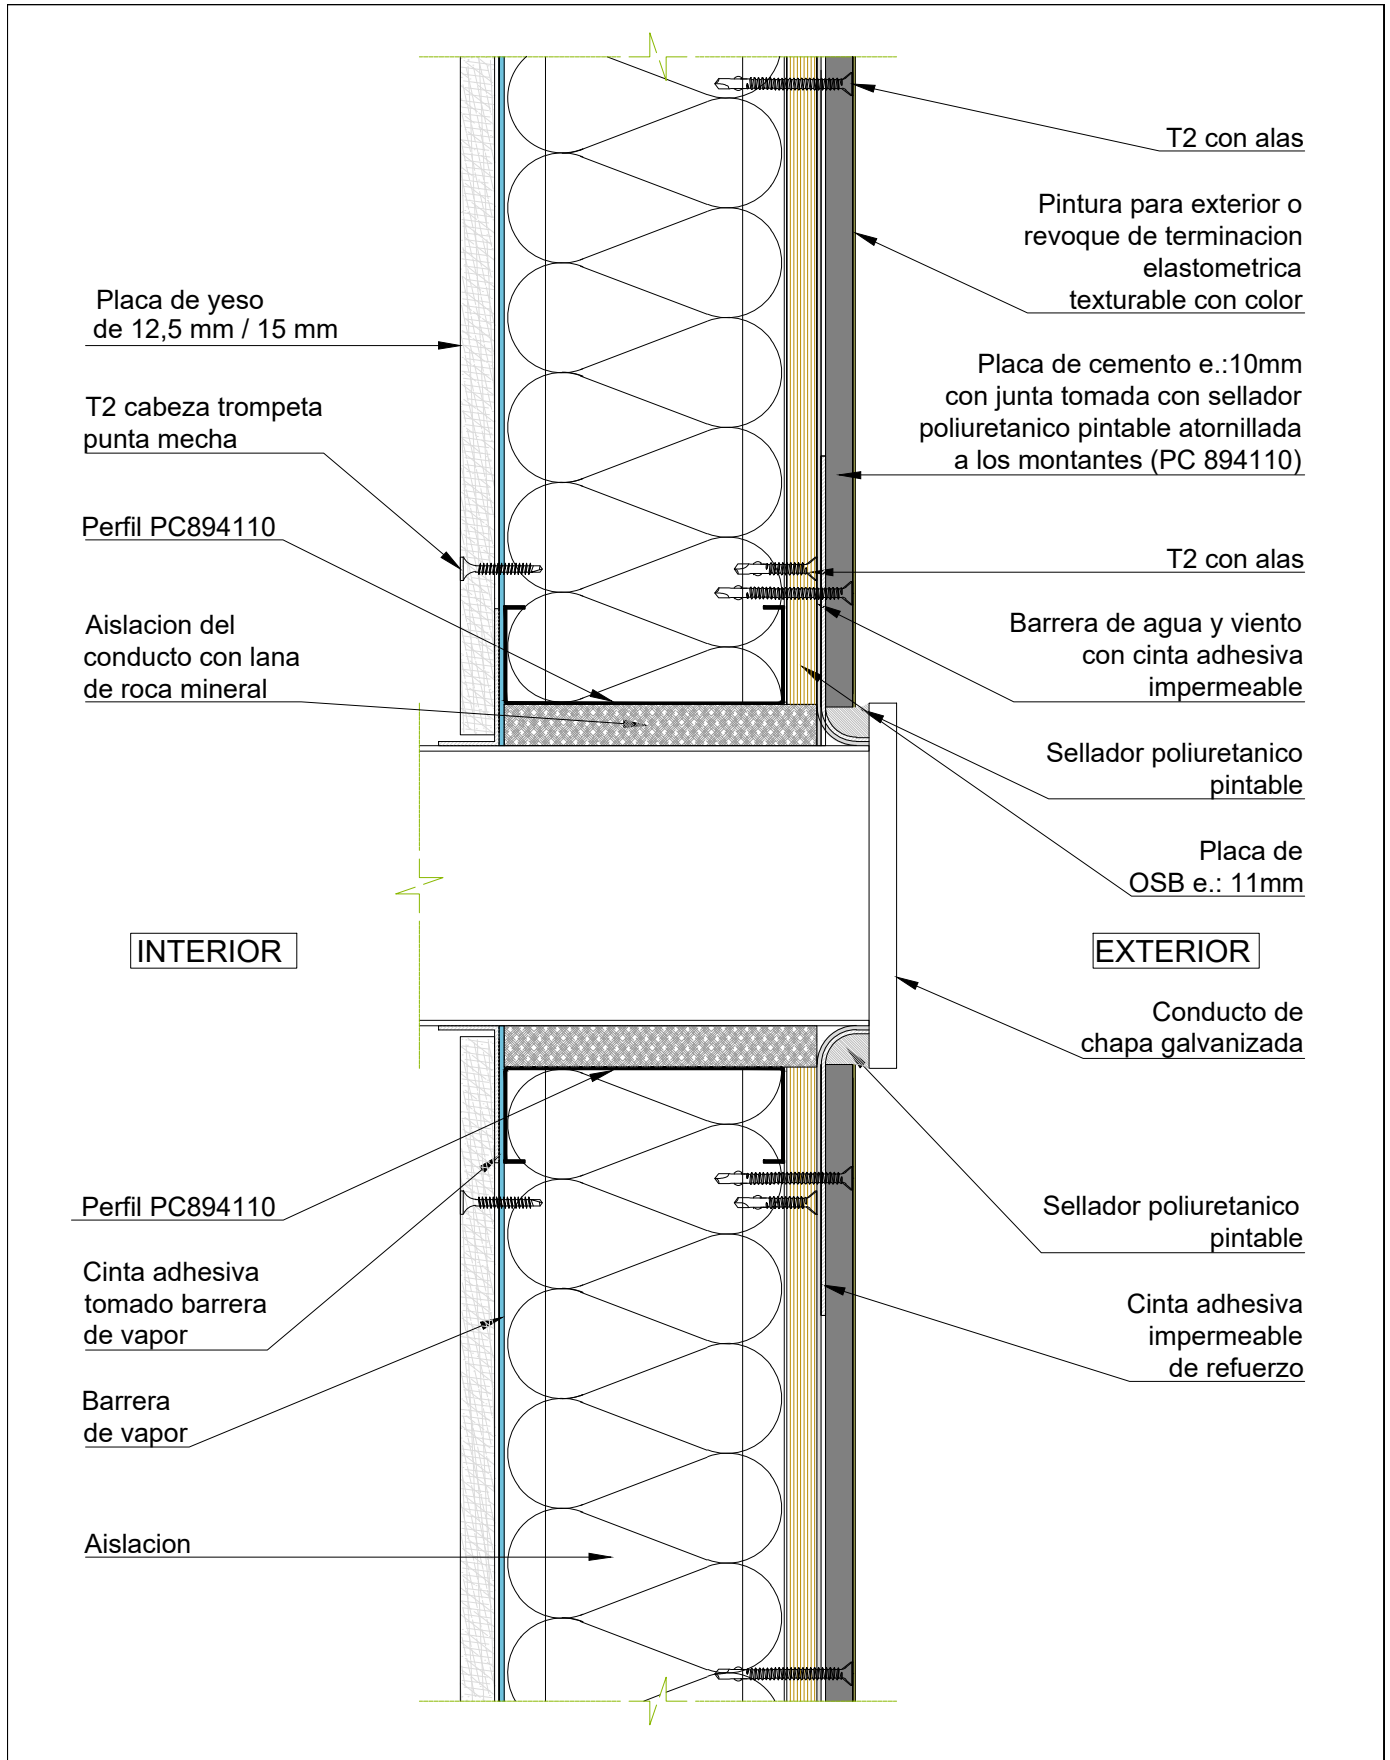 Placa de yeso
de 12,5 mm / 15 mm
T2 cabeza trompeta
punta mecha
Perfil PC894110
Aislacion del
conducto con lana
de roca mineral
INTERIOR
Perfil PC894110
Cinta adhesiva
tomado barrera
de vapor
Barrera
de vapor
Aislacion
T2 con alas
Pintura para exterior o
revoque de terminacion
elastometrica
texturable con color
Placa de cemento e.:10mm
con junta tomada con sellador
poliuretanico pintable atornillada
a los montantes (PC 894110)
T2 con alas
Barrera de agua y viento
con cinta adhesiva
impermeable
Sellador poliuretanico
pintable
Placa de
OSB e.: 11mm
EXTERIOR
Conducto de
chapa galvanizada
Sellador poliuretanico
pintable
Cinta adhesiva
impermeable
de refuerzo